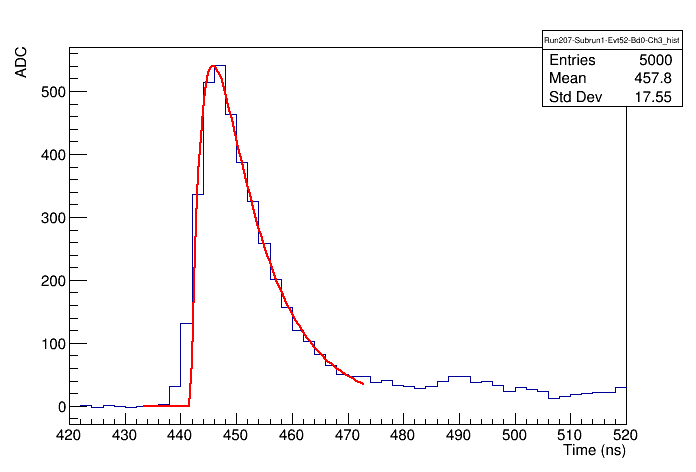 Run207-Subrun1-Evt52-Bd0-Ch3_hist
Entries 5000
Mean 457.8
Std Dev 17.55
ADC
500
400
300
200
100
0
420 430 440 450 460 470 480 490 500 510 520
Time (ns)